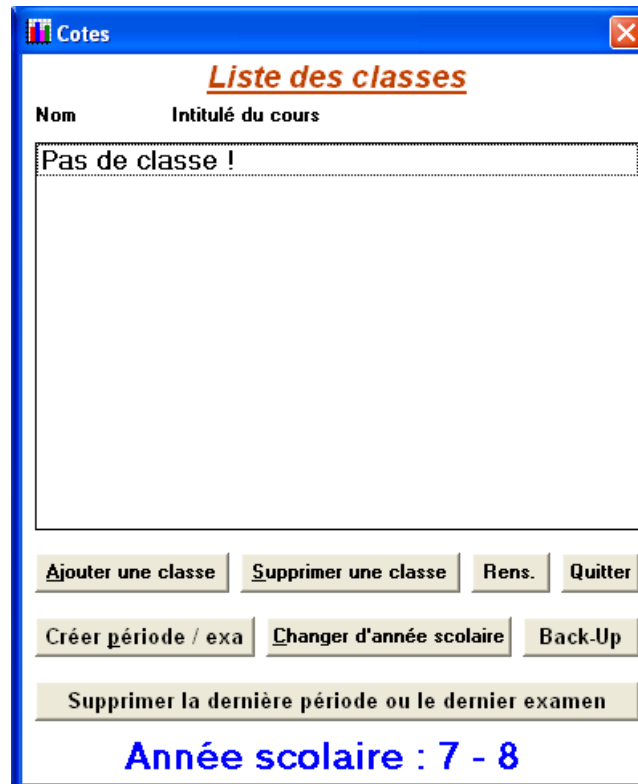 Cotes
Liste des classes
Nom Intitulé du cours
Pas de classe !
Ajouter une classe Supprimer une classe Rens. Quitter
Créer période / exa Changer d'année scolaire Back-Up
Supprimer la dernière période ou le dernier examen
Année scolaire : 7 - 8